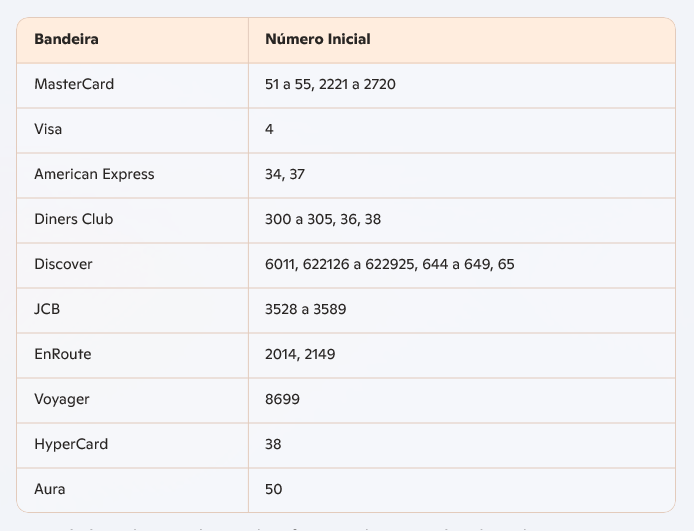 Bandeira Número Inicial
MasterCard 51 a 55, 2221 a 2720
Visa 4
American Express 34, 37
Diners Club 300 a 305, 36, 38
Discover 6011, 622126 a 622925, 644 a 649, 65
JCB 3528 a 3589
EnRoute 2014, 2149
Voyager 8699
HyperCard 38
Aura 50